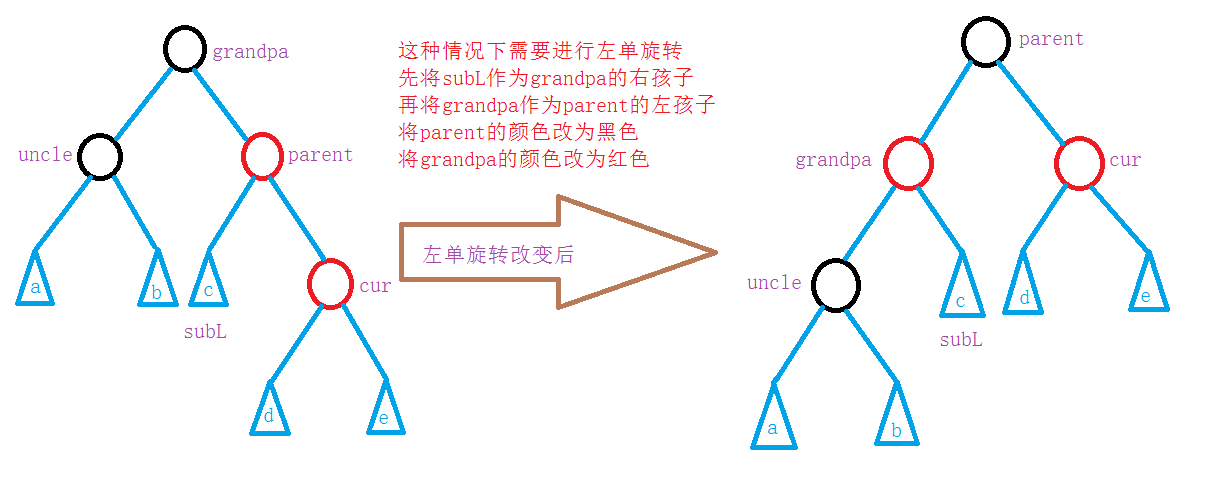 grandpa
uncle
parent
cur
a
b
c
subL
d
e
这种情况下需要进行左单旋转
先将subL作为grandpa的右孩子
再将grandpa作为parent的左孩子
将parent的颜色改为黑色
将grandpa的颜色改为红色
左单旋转改变后
parent
grandpa
cur
uncle
c
d
e
subL
a
b